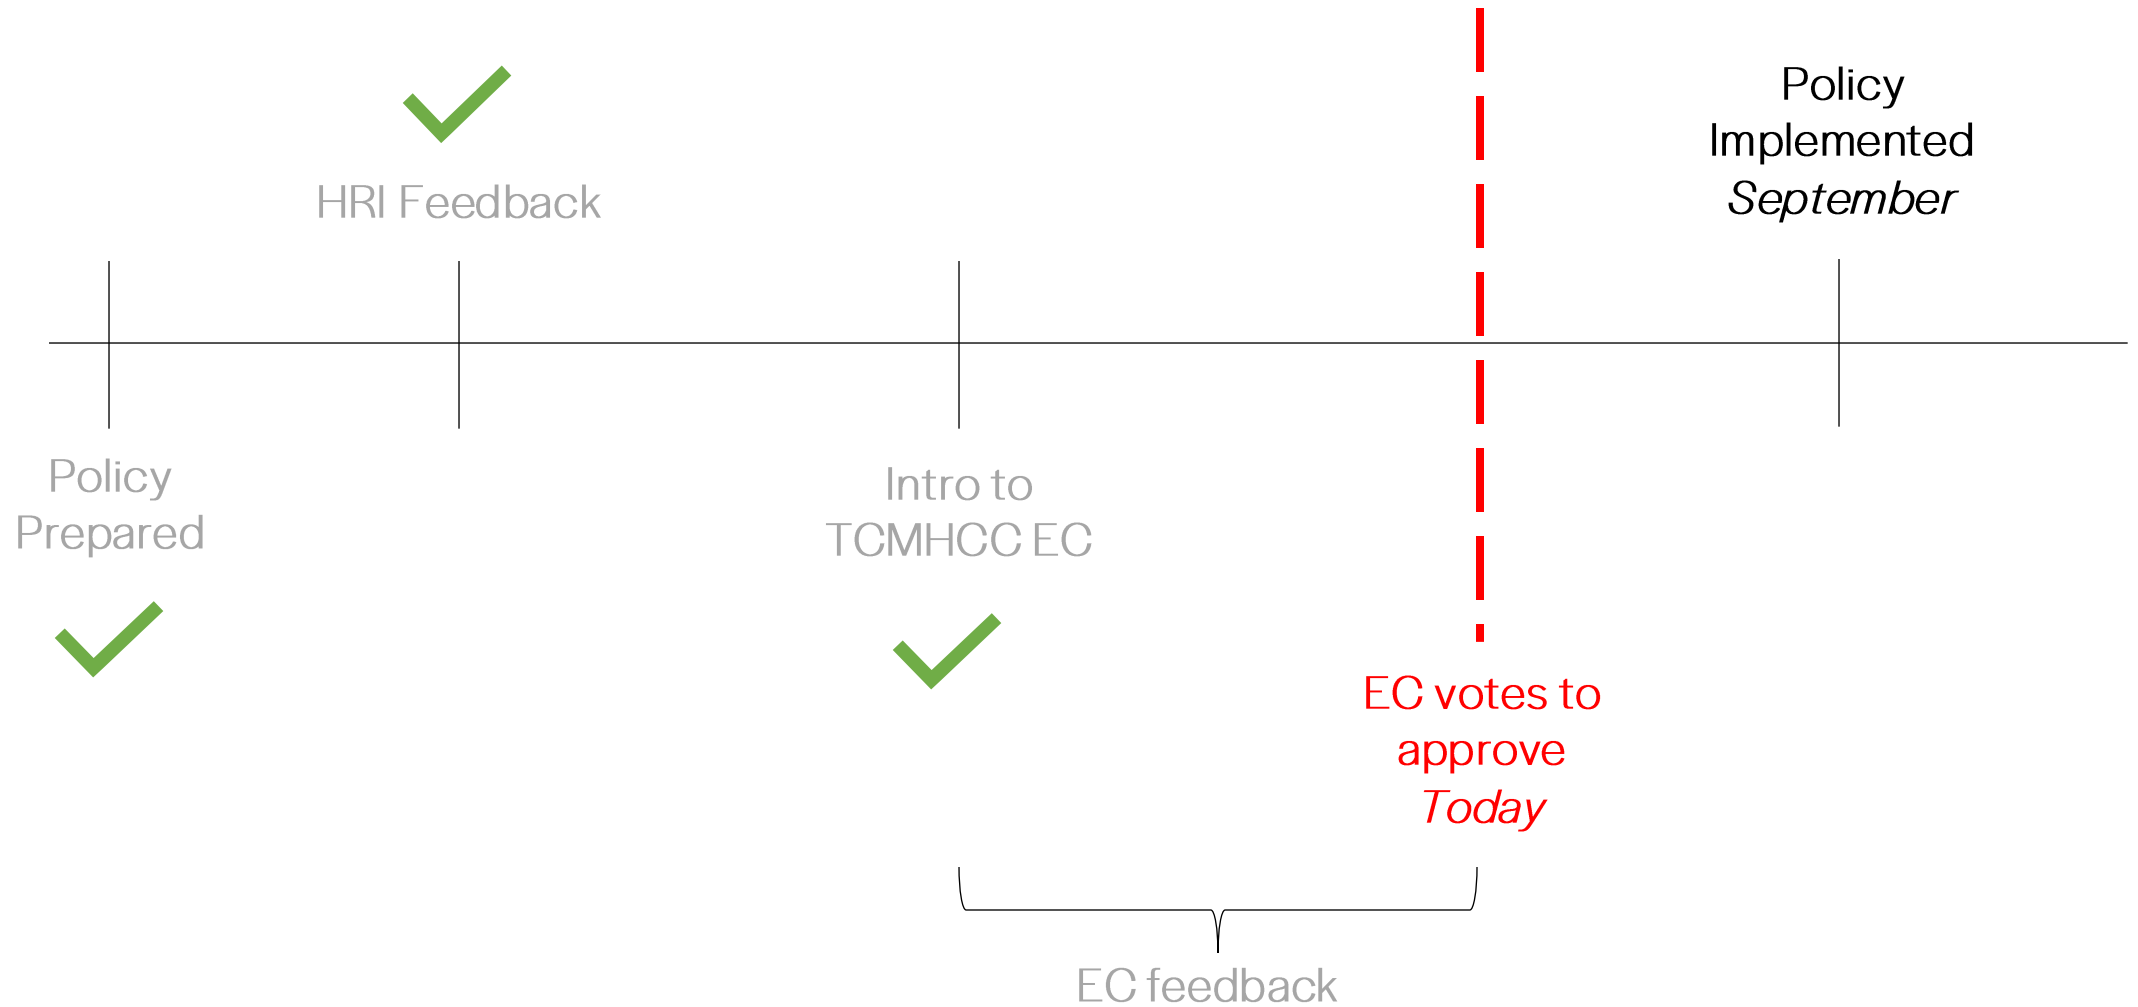 HRI Feedback
Policy
Implemented
September
Policy
Prepared
Intro to
TCMHCC EC
EC votes to
approve
Today
EC feedback